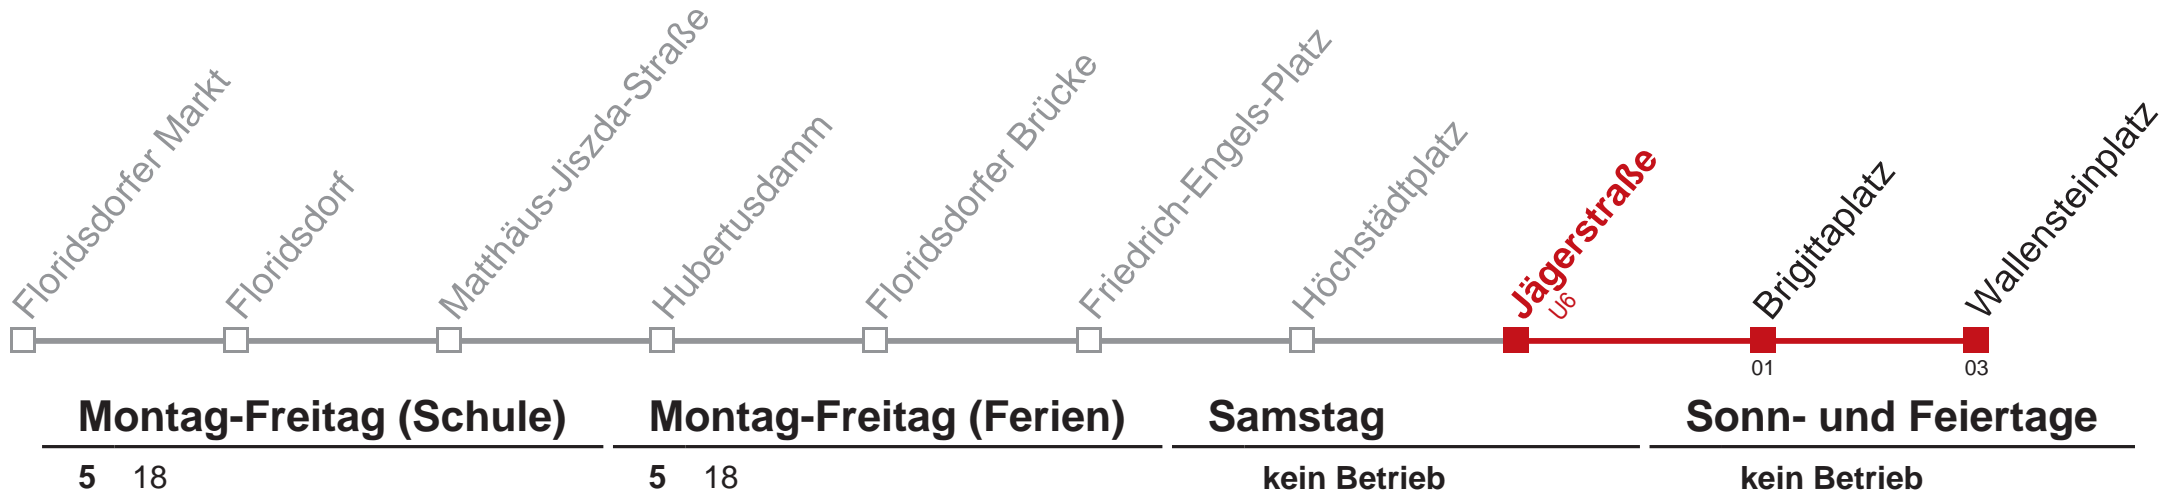 Floridsdorfer Markt
Floridsdorf
Matthäus-Jiszda-Straße
Hubertusdamm
Floridsdorfer Brücke
Friedrich-Engels-Platz
Höchstädtplatz
Jägerstraße
U6
Brigittaplatz
Wallensteinplatz
01 03
Montag-Freitag (Schule) Montag-Freitag (Ferien) Samstag Sonn- und Feiertage
5 18 5 18 kein Betrieb kein Betrieb